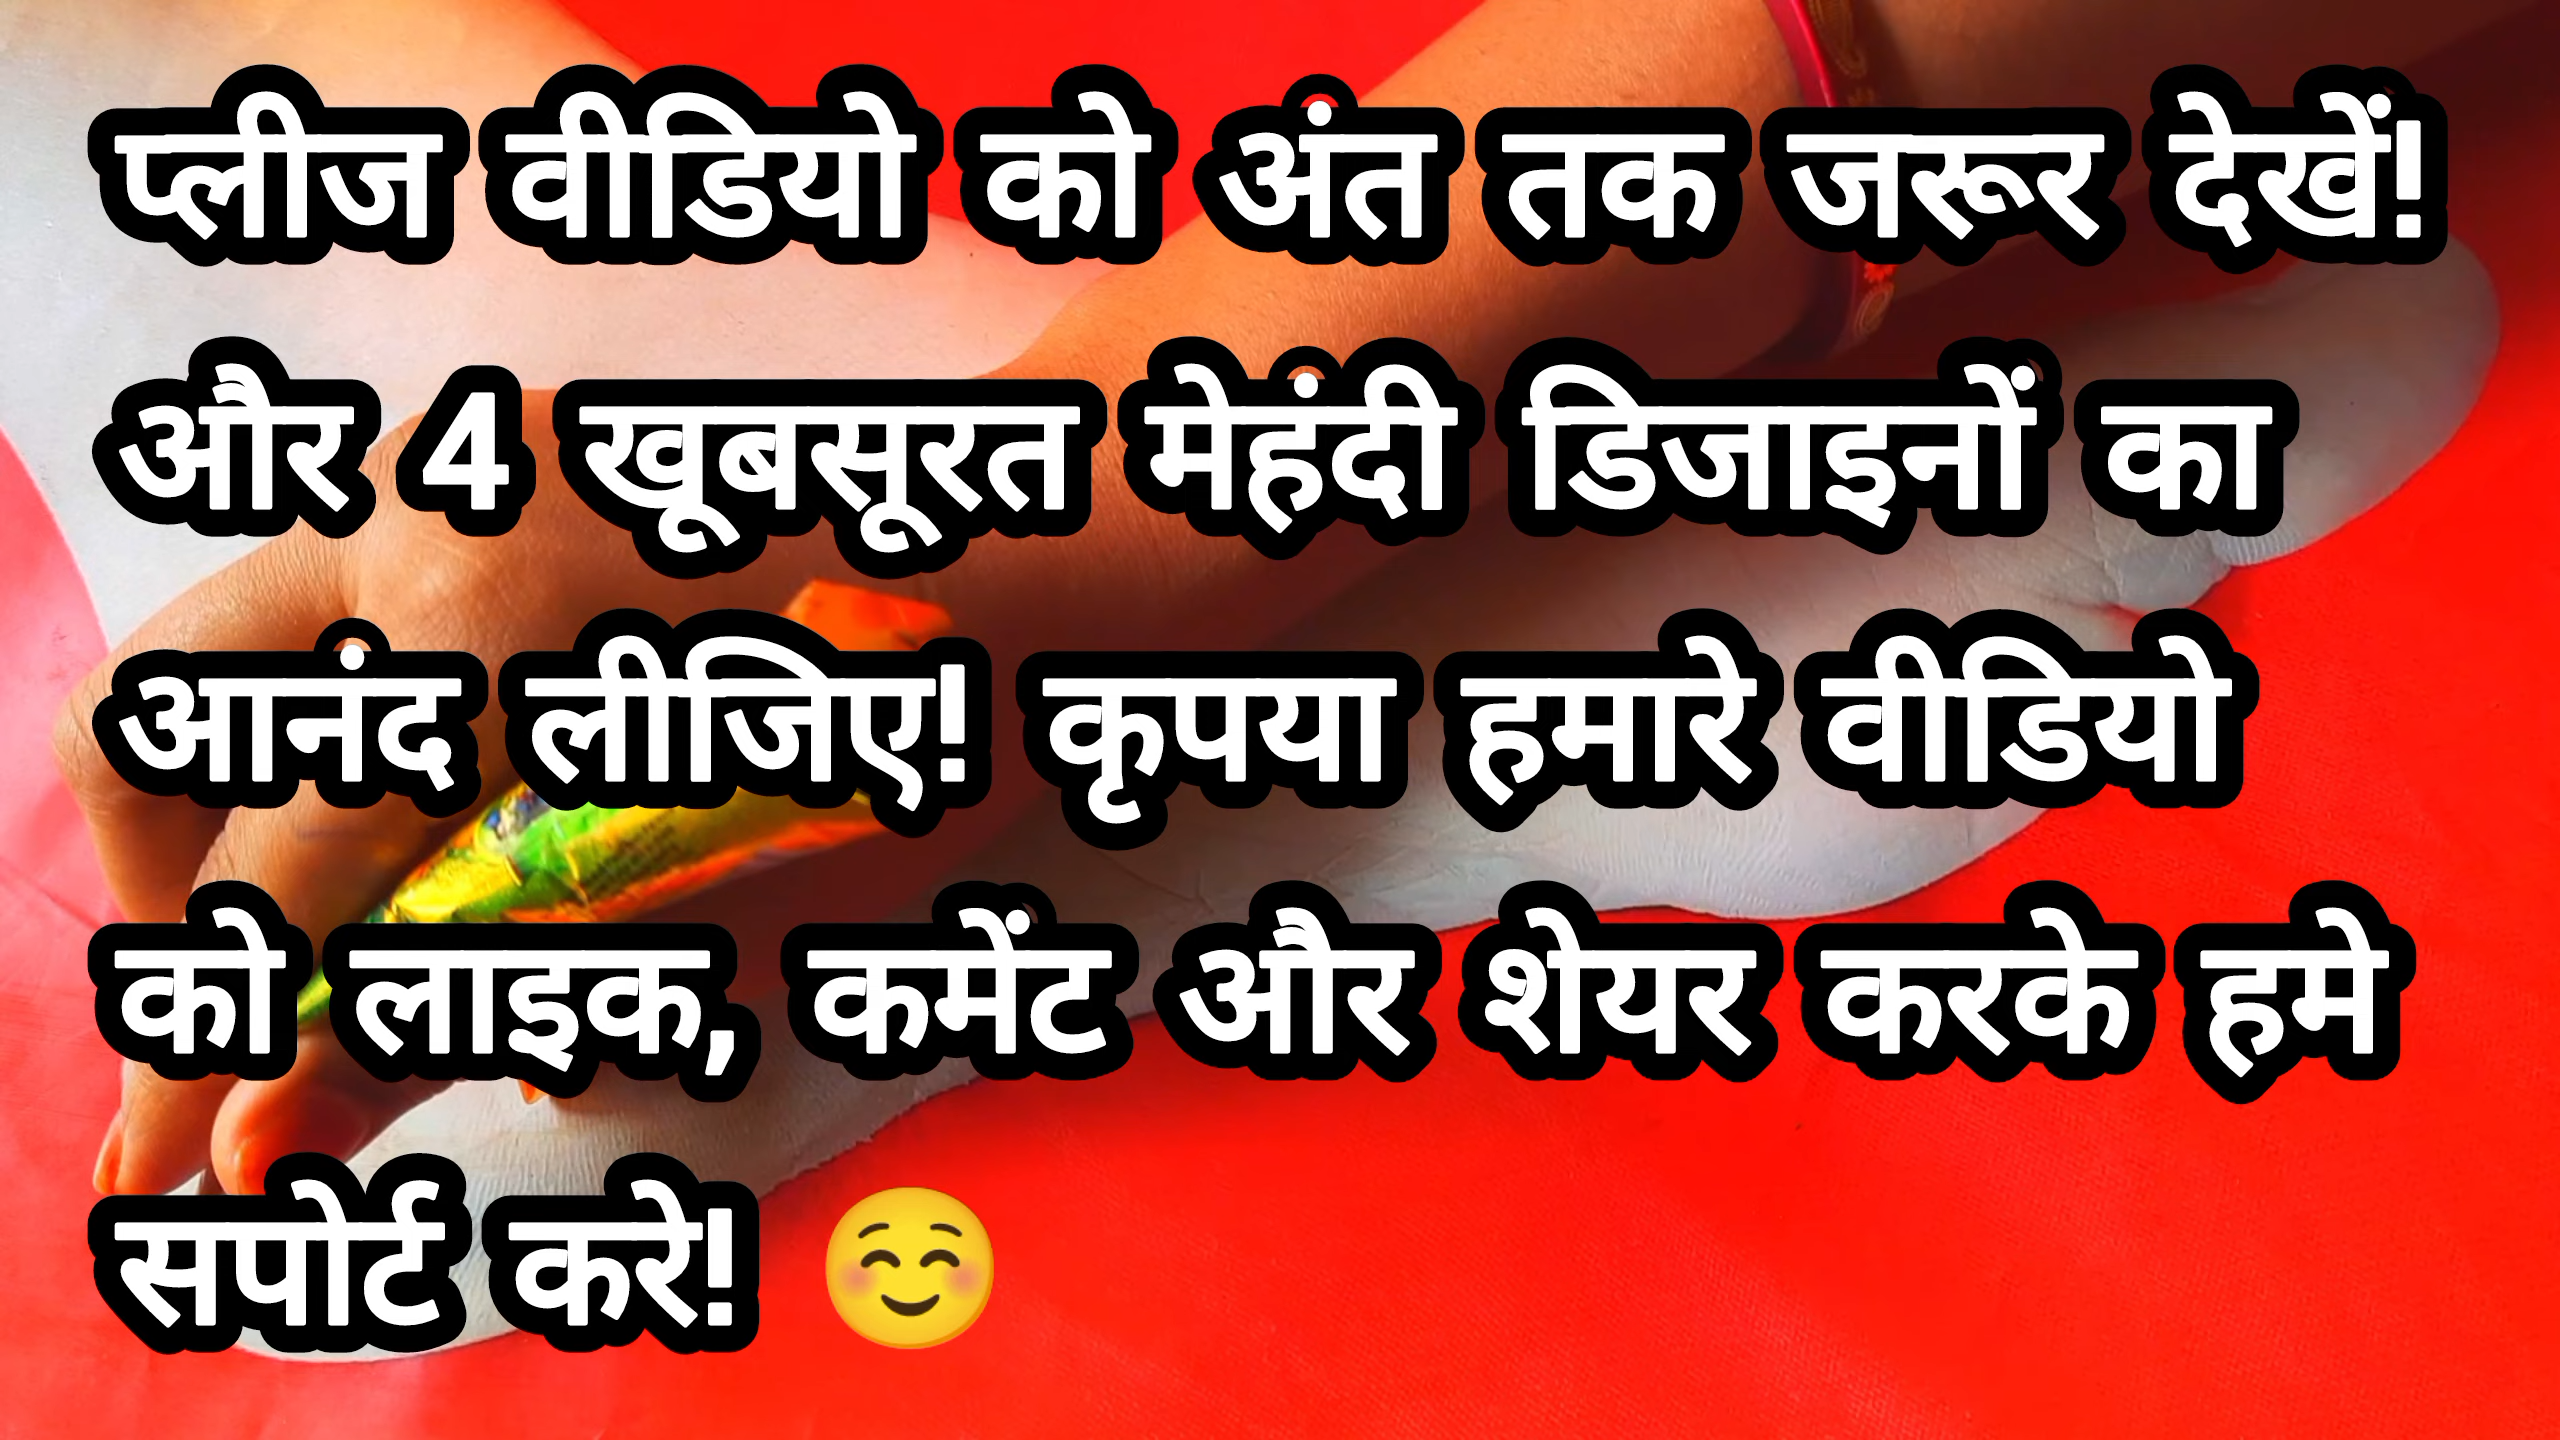 प्लीज वीडियो को अंत तक जरूर देखें!
और 4 खूबसूरत मेहंदी डिजाइनों का
आनंद लीजिए! कृपया हमारे वीडियो
को लाइक, कमेंट और शेयर करके हमे
सपोर्ट करे! ☺️